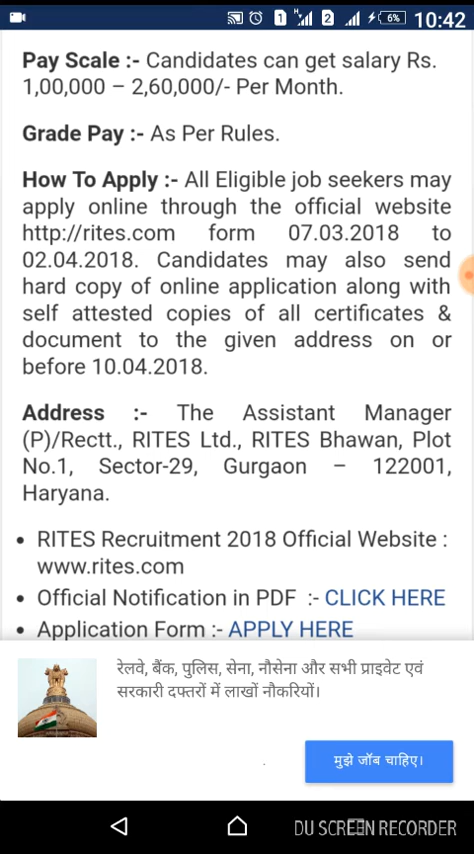 1 2 6% 10:42
Pay Scale :- Candidates can get salary Rs.
1,00,000 – 2,60,000/- Per Month.
Grade Pay :- As Per Rules.
How To Apply :- All Eligible job seekers may
apply online through the official website
http://rites.com form 07.03.2018 to
02.04.2018. Candidates may also send
hard copy of online application along with
self attested copies of all certificates &
document to the given address on or
before 10.04.2018.
Address :- The Assistant Manager
(P)/Rectt., RITES Ltd., RITES Bhawan, Plot
No.1, Sector-29, Gurgaon – 122001,
Haryana.
• RITES Recruitment 2018 Official Website :
www.rites.com
• Official Notification in PDF :- CLICK HERE
• Application Form :- APPLY HERE
रेलवे, बैंक, पुलिस, सेना, नौसेना और सभी प्राइवेट एवं
सरकारी दफ्तरों में लाखों नौकरियों।
मुझे जॉब चाहिए।
DU SCREEN RECORDER